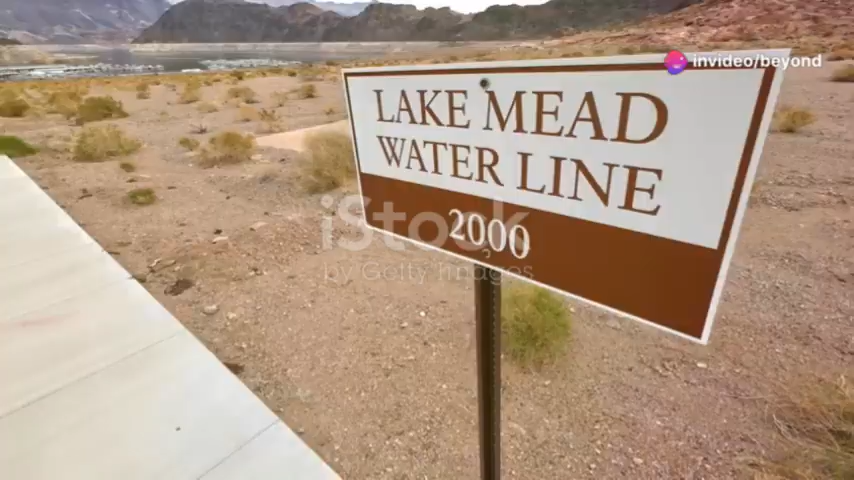 invideo/beyond
LAKE MEAD
WATER LINE
2000
iStock
by Getty Images